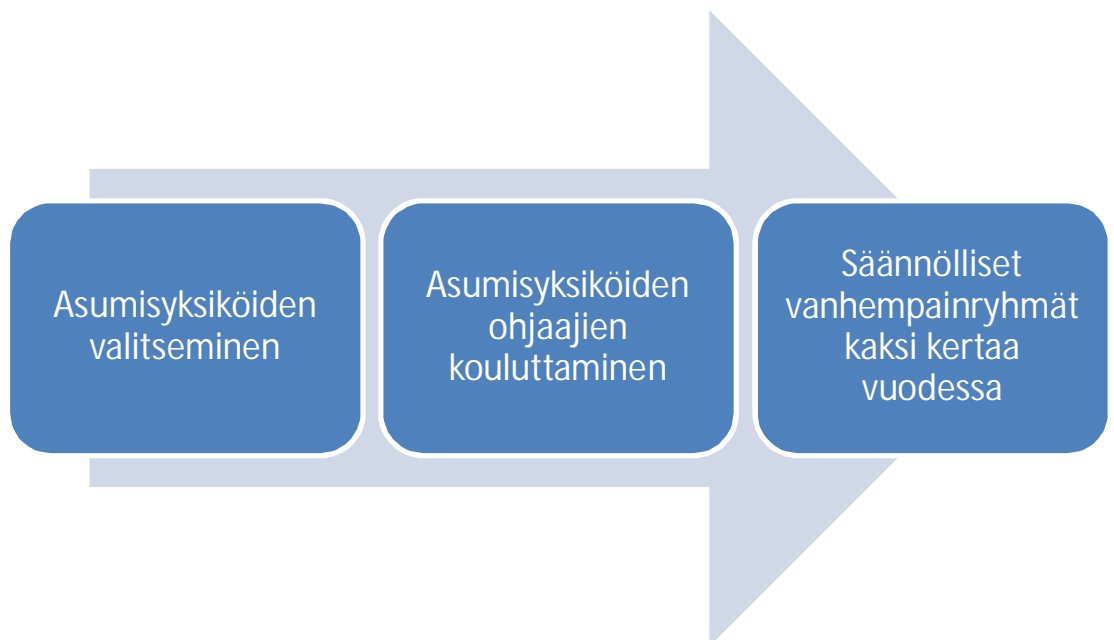 Asumisyksiköiden
valitseminen
Asumisyksiköiden
ohjaajien
kouluttaminen
Säännölliset
vanhempainryhmät
kaksi kertaa
vuodessa